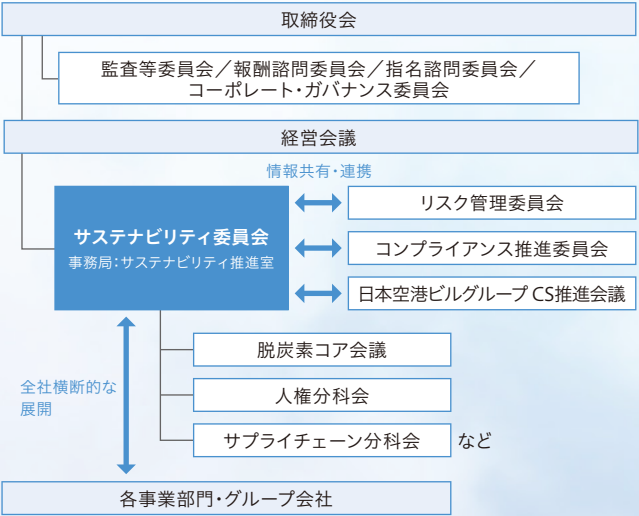 取締役会
監査等委員会／報酬諮問委員会／指名諮問委員会／
コーポレート・ガバナンス委員会
経営会議
情報共有・連携
サステナビリティ委員会
事務局：サステナビリティ推進室
リスク管理委員会
コンプライアンス推進委員会
日本空港ビルグループ CS推進会議
脱炭素コア会議
人権分科会
サプライチェーン分科会 など
全社横断的な
展開
各事業部門・グループ会社